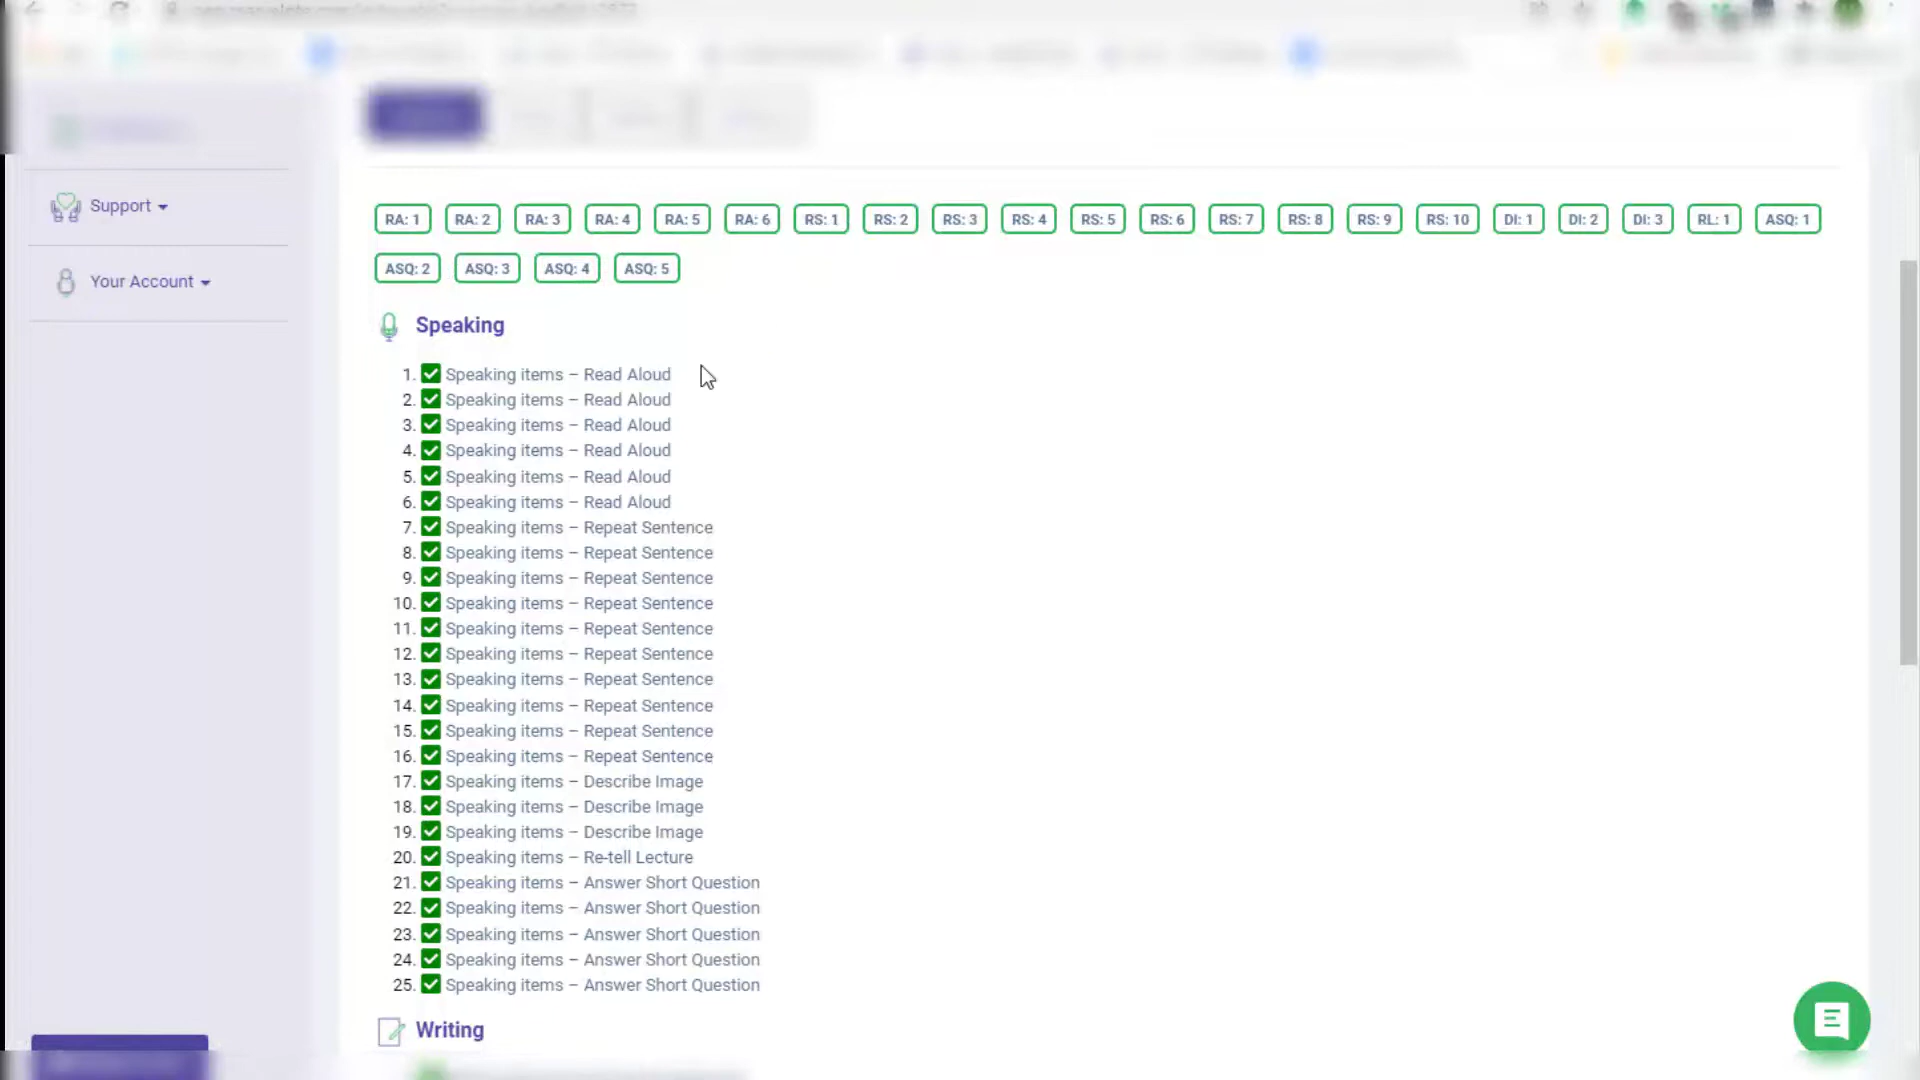 Support
Your Account
RA: 1 RA: 2 RA: 3 RA: 4 RA: 5 RA: 6 RS: 1 RS: 2 RS: 3 RS: 4 RS: 5 RS: 6 RS: 7 RS: 8 RS: 9 RS: 10 DI: 1 DI: 2 DI: 3 RL: 1 ASQ: 1
ASQ: 2 ASQ: 3 ASQ: 4 ASQ: 5
Speaking
1. Speaking items – Read Aloud
2. Speaking items – Read Aloud
3. Speaking items – Read Aloud
4. Speaking items – Read Aloud
5. Speaking items – Read Aloud
6. Speaking items – Read Aloud
7. Speaking items – Repeat Sentence
8. Speaking items – Repeat Sentence
9. Speaking items – Repeat Sentence
10. Speaking items – Repeat Sentence
11. Speaking items – Repeat Sentence
12. Speaking items – Repeat Sentence
13. Speaking items – Repeat Sentence
14. Speaking items – Repeat Sentence
15. Speaking items – Repeat Sentence
16. Speaking items – Repeat Sentence
17. Speaking items – Describe Image
18. Speaking items – Describe Image
19. Speaking items – Describe Image
20. Speaking items – Re-tell Lecture
21. Speaking items – Answer Short Question
22. Speaking items – Answer Short Question
23. Speaking items – Answer Short Question
24. Speaking items – Answer Short Question
25. Speaking items – Answer Short Question
Writing